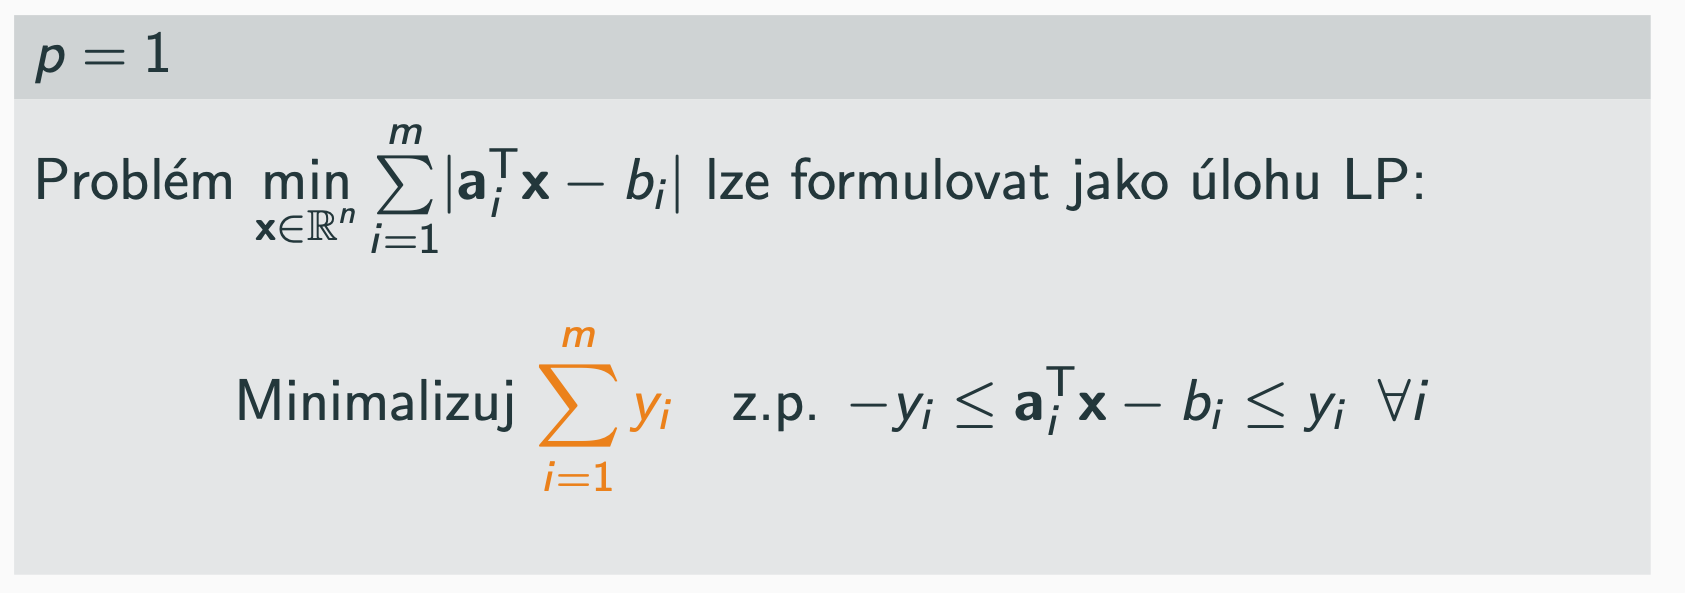 p = 1
Problém min_{x∈ℝ^n} ∑_{i=1}^{m} |a_i^T x − b_i| lze formulovat jako úlohu LP:
Minimalizuj ∑_{i=1}^{m} y_i z.p. −y_i ≤ a_i^T x − b_i ≤ y_i ∀i